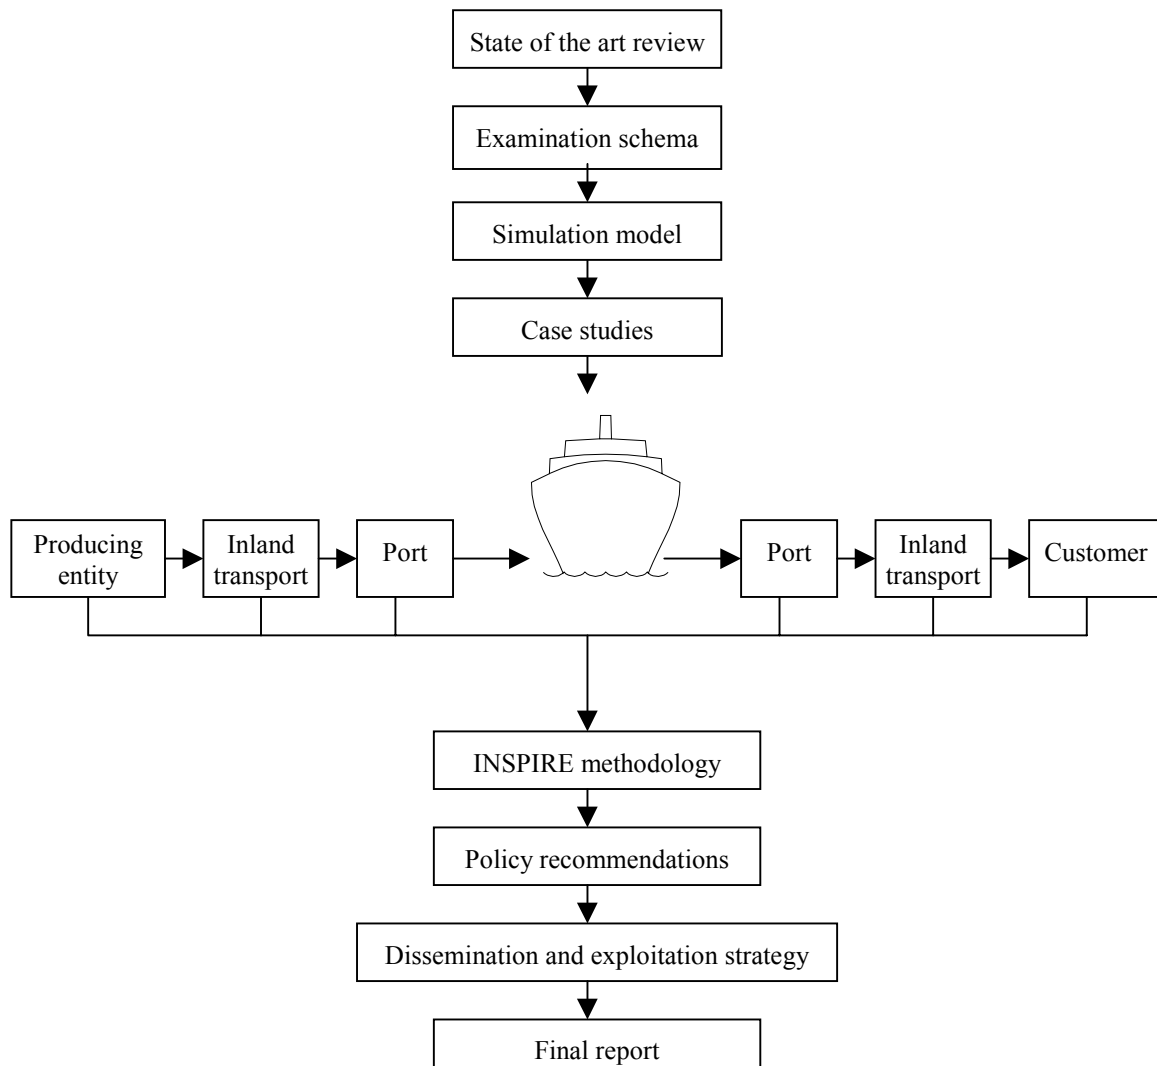 State of the art review
Examination schema
Simulation model
Case studies
Producing
entity
Inland
transport
Port
Port
Inland
transport
Customer
INSPIRE methodology
Policy recommendations
Dissemination and exploitation strategy
Final report